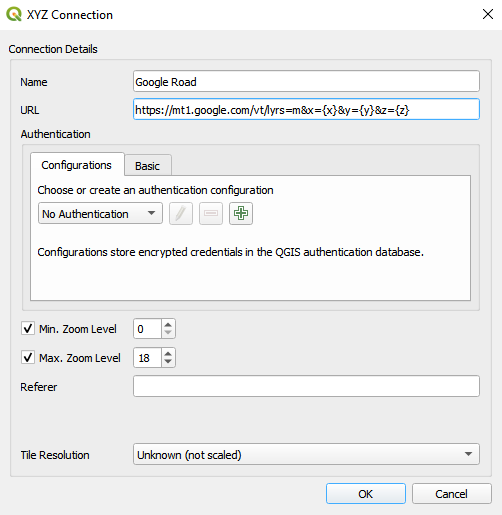 XYZ Connection
Connection Details
Name Google Road
URL https://mt1.google.com/vt/lyrs=m&x={x}&y={y}&z={z}
Authentication
Configurations Basic
Choose or create an authentication configuration
No Authentication
Configurations store encrypted credentials in the QGIS authentication database.
Min. Zoom Level 0
Max. Zoom Level 18
Referer
Tile Resolution Unknown (not scaled)
OK Cancel